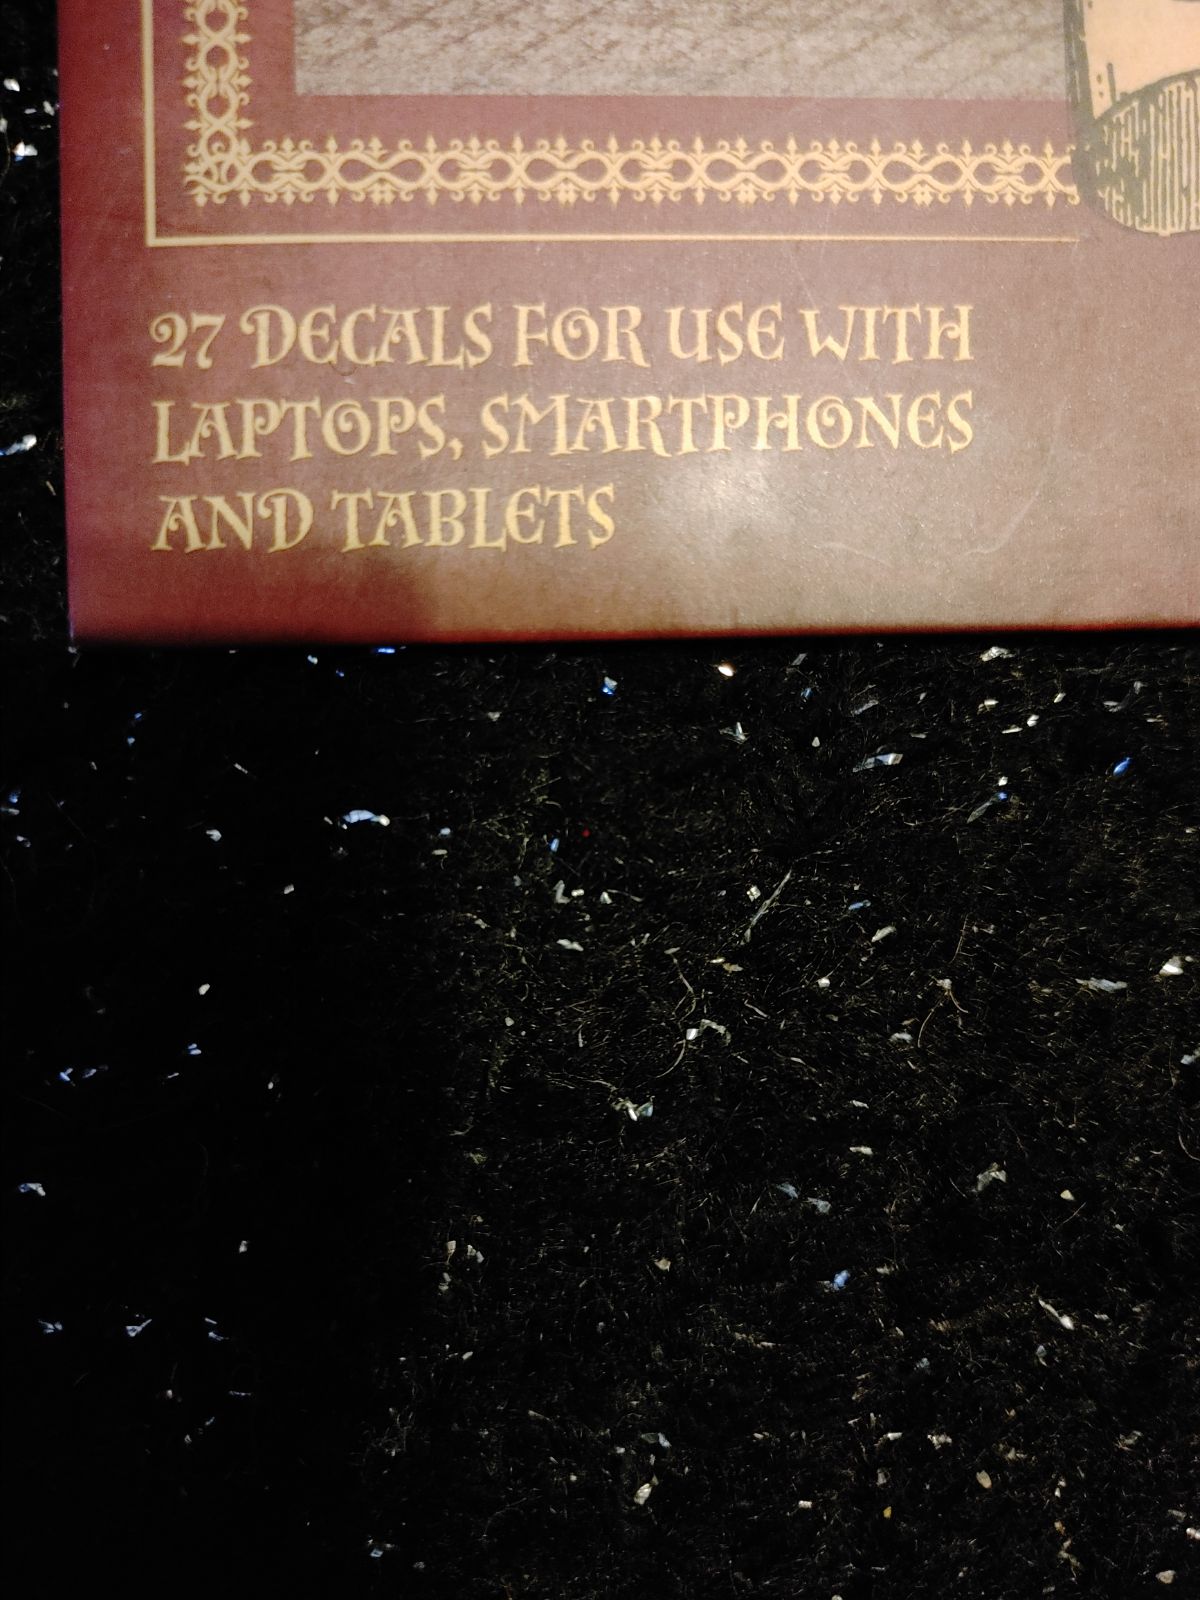 27 DECALS FOR USE WITH
LAPTOPS, SMARTPHONES
AND TABLETS